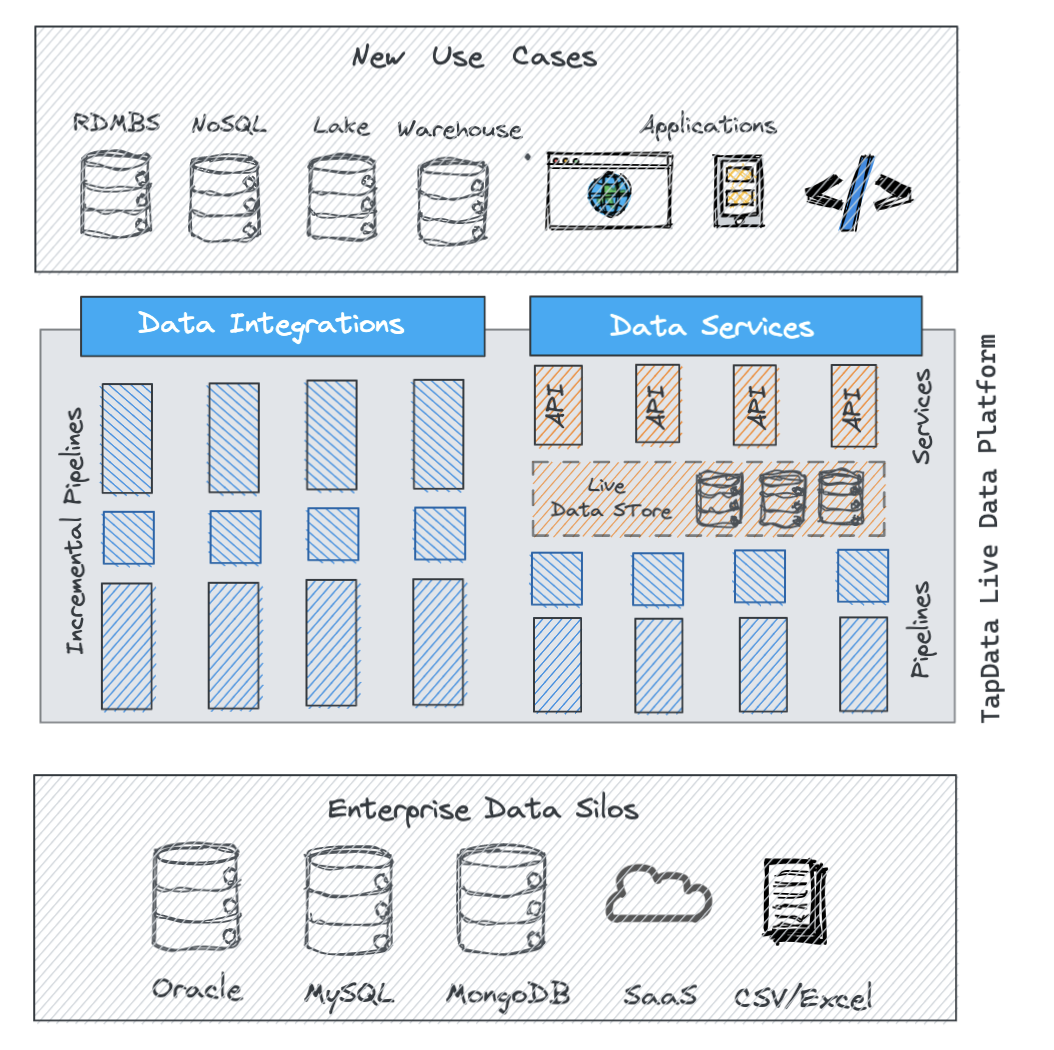 New Use Cases
RDMBS NoSQL Lake Warehouse Applications
Data Integrations
Data Services
Incremental Pipelines
API API API API
Services
Live
Data STore
Pipelines
TapData Live Data Platform
Enterprise Data Silos
Oracle MySQL MongoDB SaaS CSV/Excel